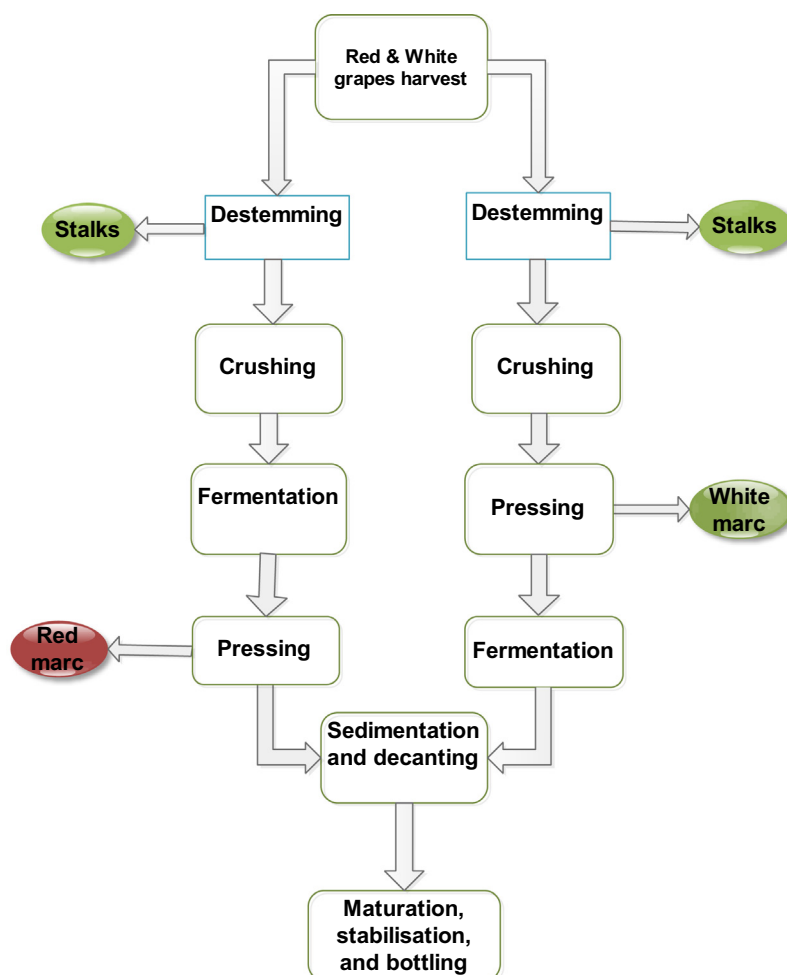 Red & White
grapes harvest
Destemming
Destemming
Stalks
Stalks
Crushing
Crushing
Fermentation
Pressing
White
marc
Red
marc
Pressing
Fermentation
Sedimentation
and decanting
Maturation,
stabilisation,
and bottling